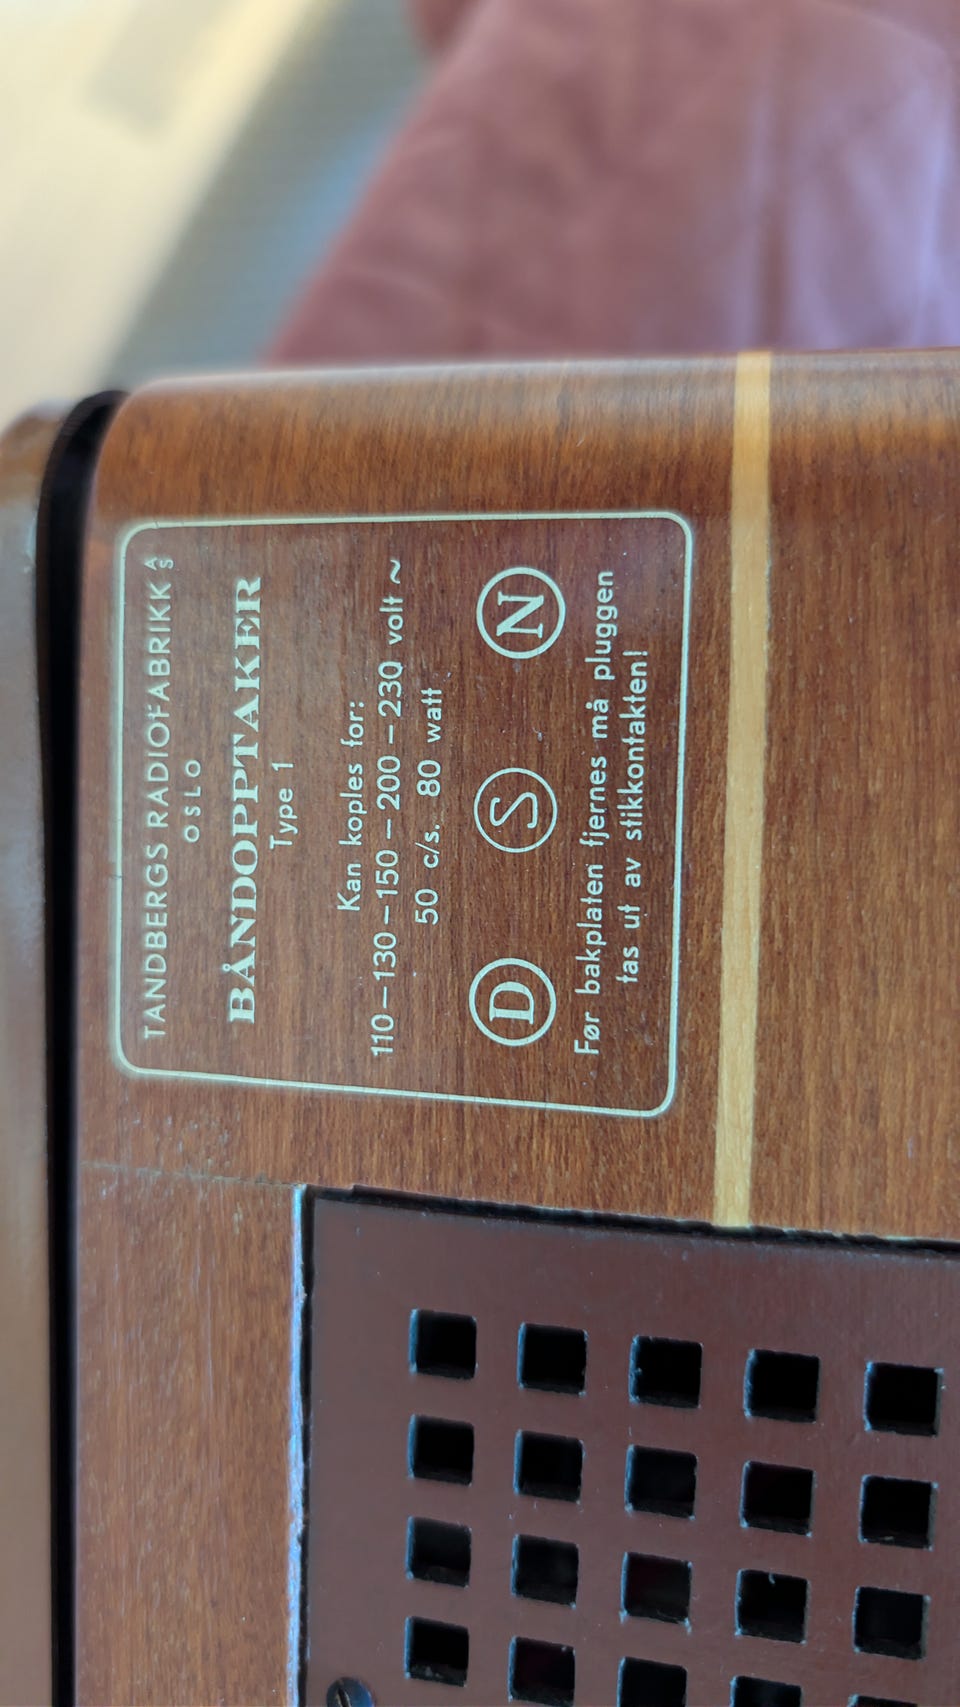 TANDBERGS RADIOFABRIKK A/S
OSLO
BÅNDOPPTAKER
Type 1
Kan koples for:
110–130–150–200–230 volt ~
50 c/s. 80 watt
D S N
Før bakplaten fjernes må pluggen
tas ut av stikkontakten!